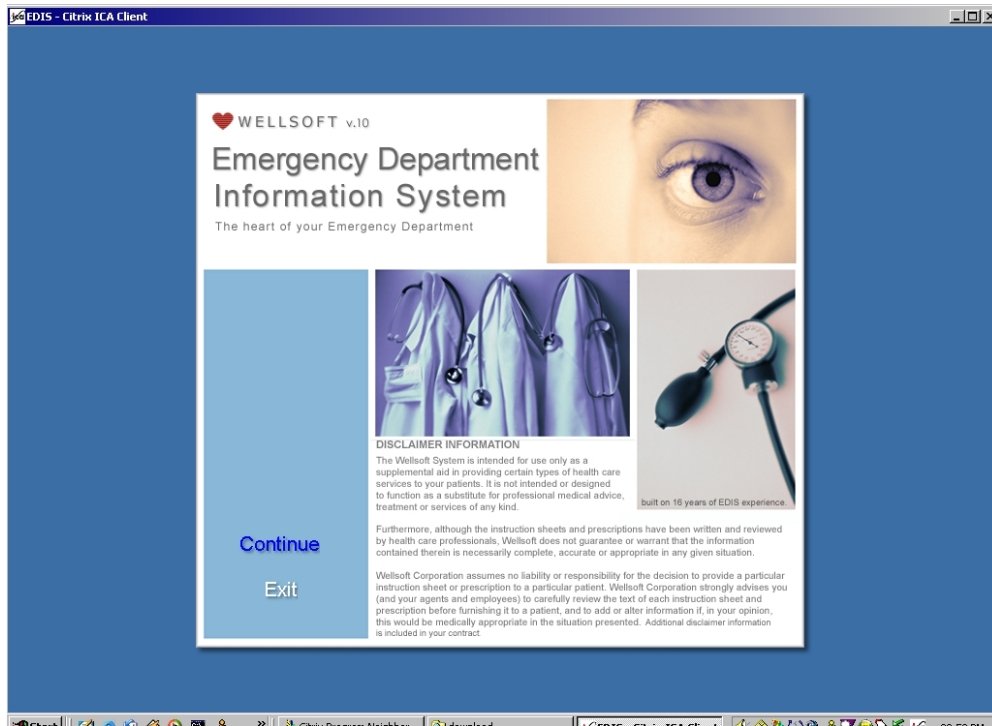 EDIS - Citrix ICA Client
WELLSOFT v.10
Emergency Department
Information System
The heart of your Emergency Department
built on 16 years of EDIS experience.
DISCLAIMER INFORMATION
The Wellsoft System is intended for use only as a
supplemental aid in providing certain types of health care
services to your patients. It is not intended or designed
to function as a substitute for professional medical advice,
treatment or services of any kind.
Furthermore, although the instruction sheets and prescriptions have been written and reviewed
by health care professionals, Wellsoft does not guarantee or warrant that the information
contained therein is necessarily complete, accurate or appropriate in any given situation.
Wellsoft Corporation assumes no liability or responsibility for the decision to provide a particular
instruction sheet or prescription to a particular patient. Wellsoft Corporation strongly advises you
(and your agents and employees) to carefully review the text of each instruction sheet and
prescription before furnishing it to a patient, and to add or alter information if, in your opinion,
this would be medically appropriate in the situation presented. Additional disclaimer information
is included in your contract
Continue
Exit
Start
Citrix Program Neighbor...
download
EDIS - Citrix ICA Client